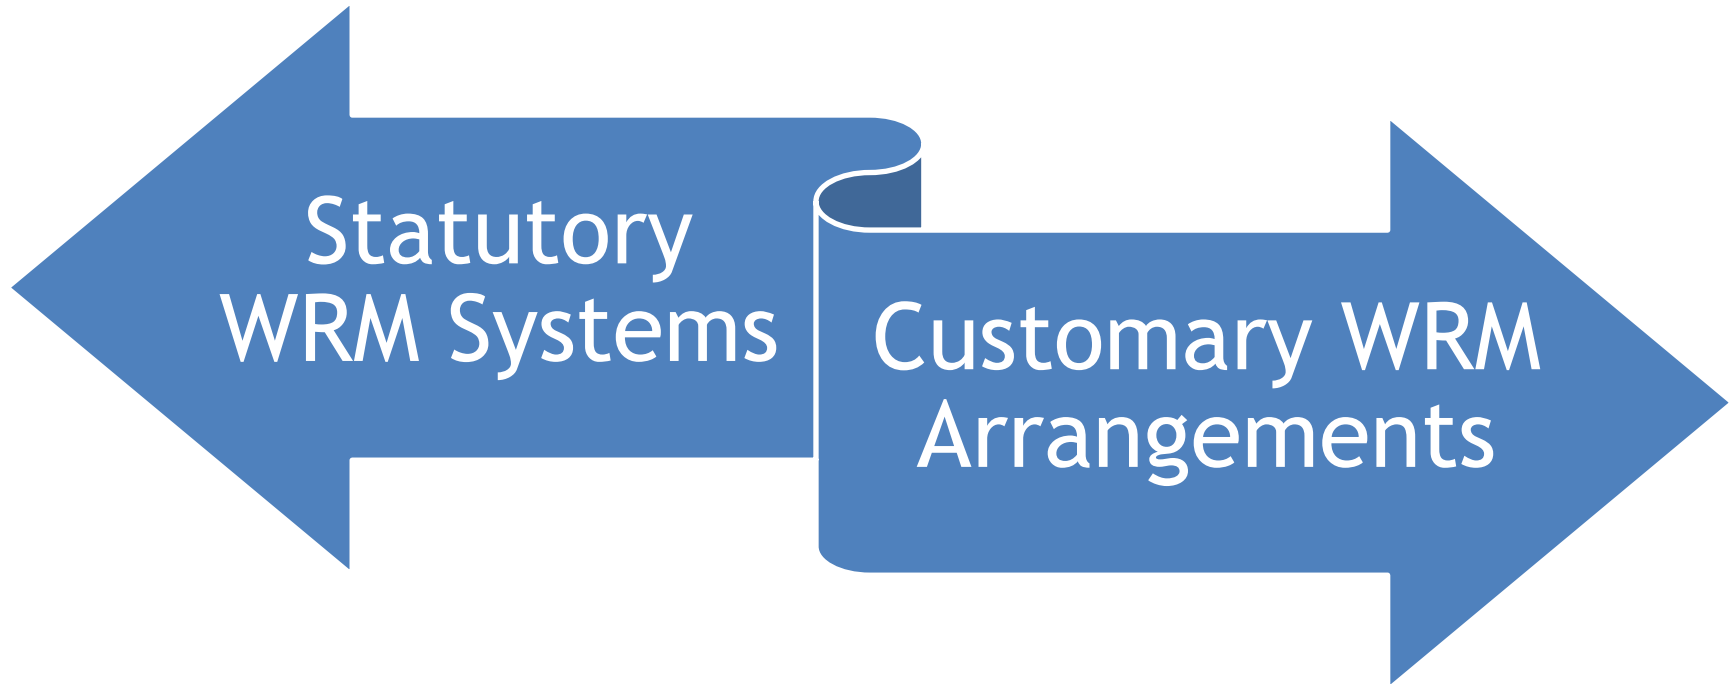 Statutory
WRM Systems
Customary WRM
Arrangements